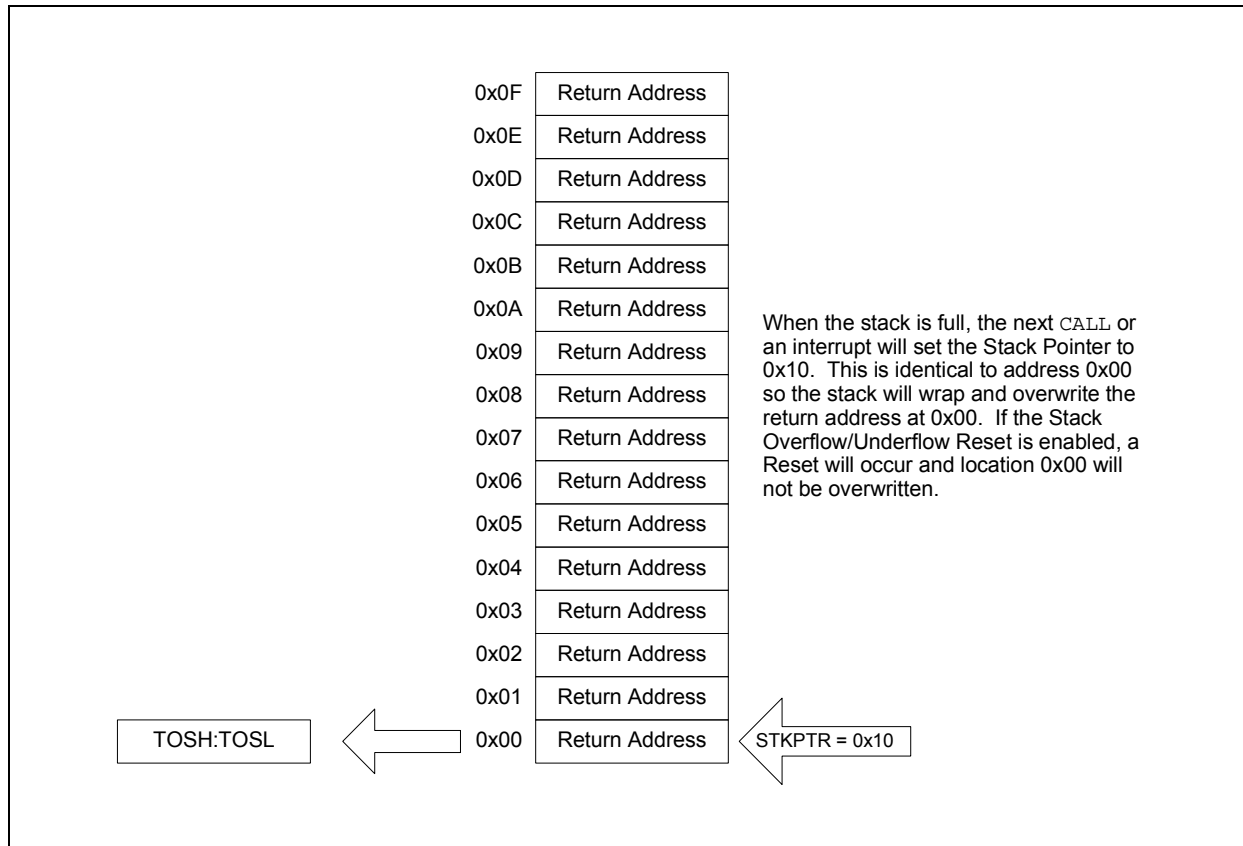 0x0F Return Address
0x0E Return Address
0x0D Return Address
0x0C Return Address
0x0B Return Address
0x0A Return Address
0x09 Return Address
0x08 Return Address
0x07 Return Address
0x06 Return Address
0x05 Return Address
0x04 Return Address
0x03 Return Address
0x02 Return Address
0x01 Return Address
TOSH:TOSL 0x00 Return Address STKPTR = 0x10
When the stack is full, the next CALL or
an interrupt will set the Stack Pointer to
0x10. This is identical to address 0x00
so the stack will wrap and overwrite the
return address at 0x00. If the Stack
Overflow/Underflow Reset is enabled, a
Reset will occur and location 0x00 will
not be overwritten.